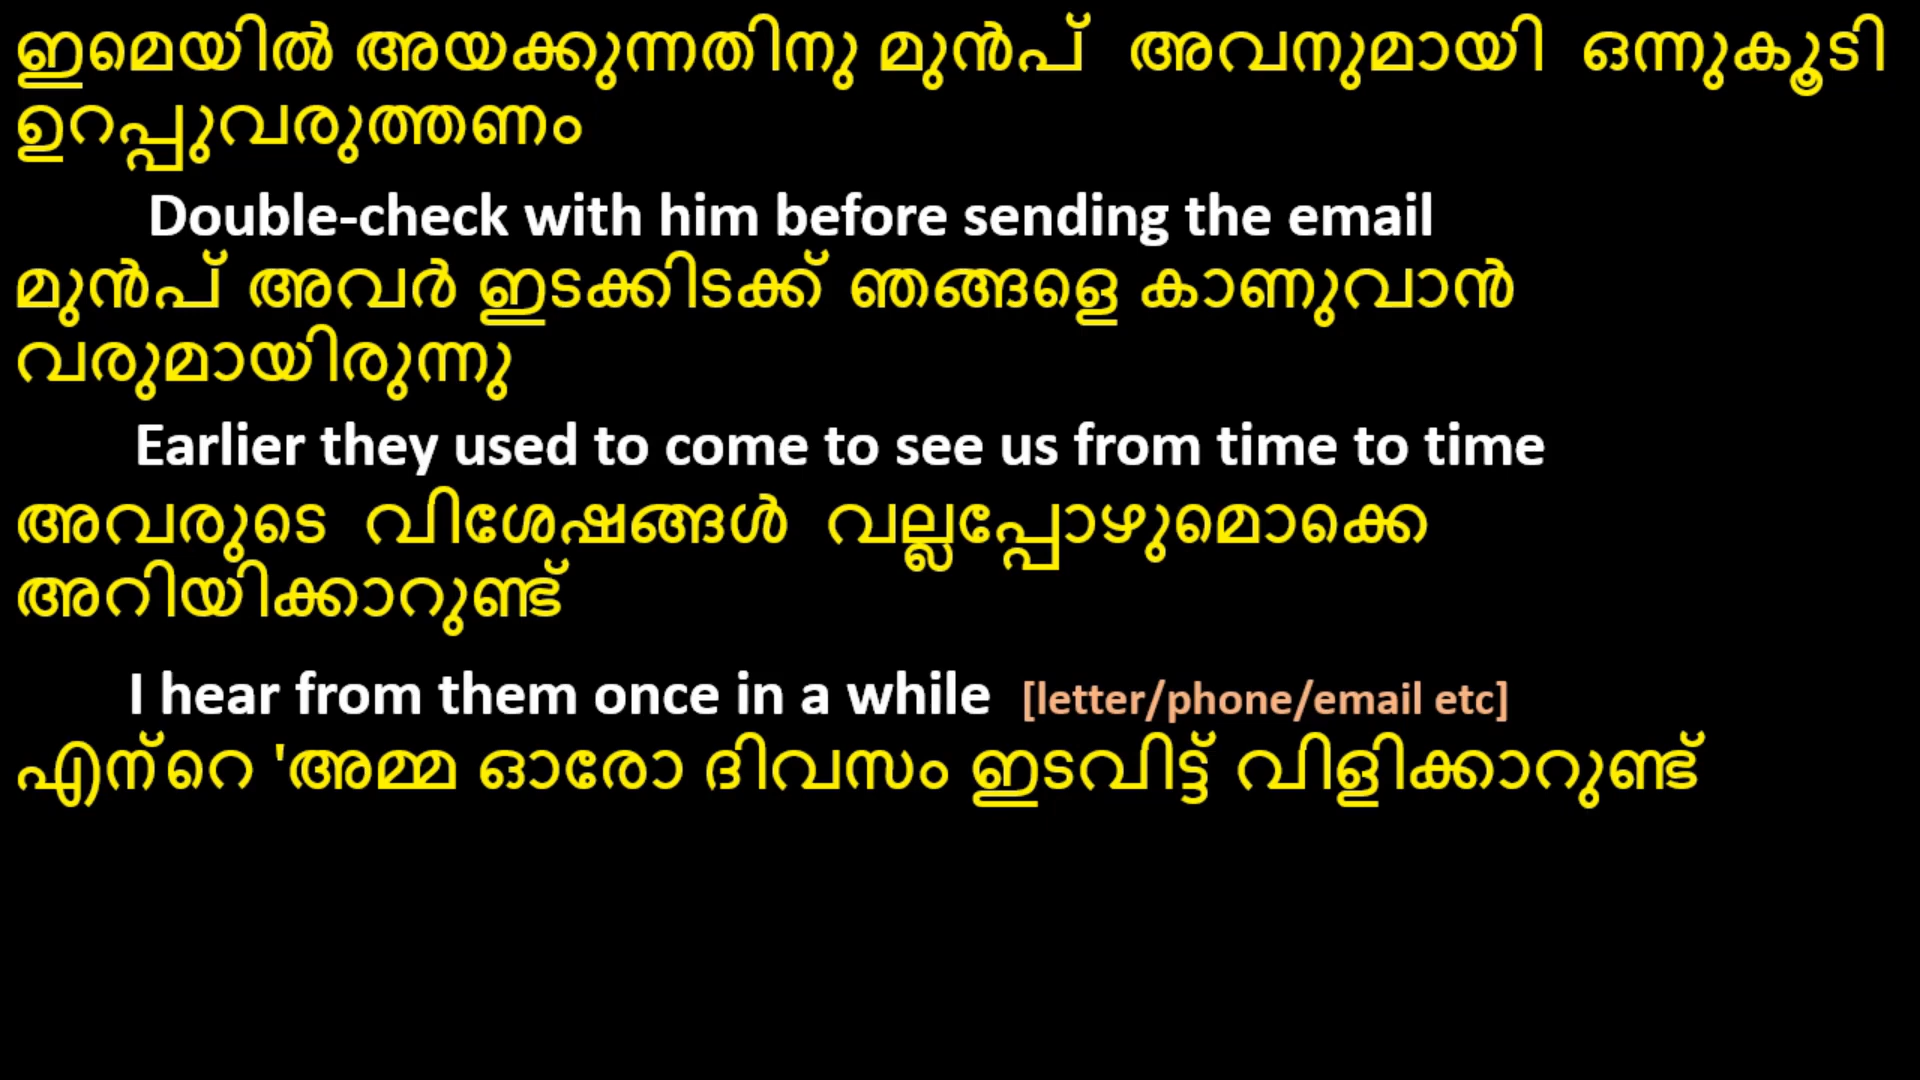 ഇമെയിൽ അയക്കുന്നതിനു മുൻപ് അവനുമായി ഒന്നുകൂടി
ഉറപ്പുവരുത്തണം
Double-check with him before sending the email
മുൻപ് അവർ ഇടക്കിടക്ക് ഞങ്ങളെ കാണുവാൻ
വരുമായിരുന്നു
Earlier they used to come to see us from time to time
അവരുടെ വിശേഷങ്ങൾ വല്ലപ്പോഴുമൊക്കെ
അറിയിക്കാറുണ്ട്
I hear from them once in a while [letter/phone/email etc]
എന്റെ 'അമ്മ ഓരോ ദിവസം ഇടവിട്ട് വിളിക്കാറുണ്ട്